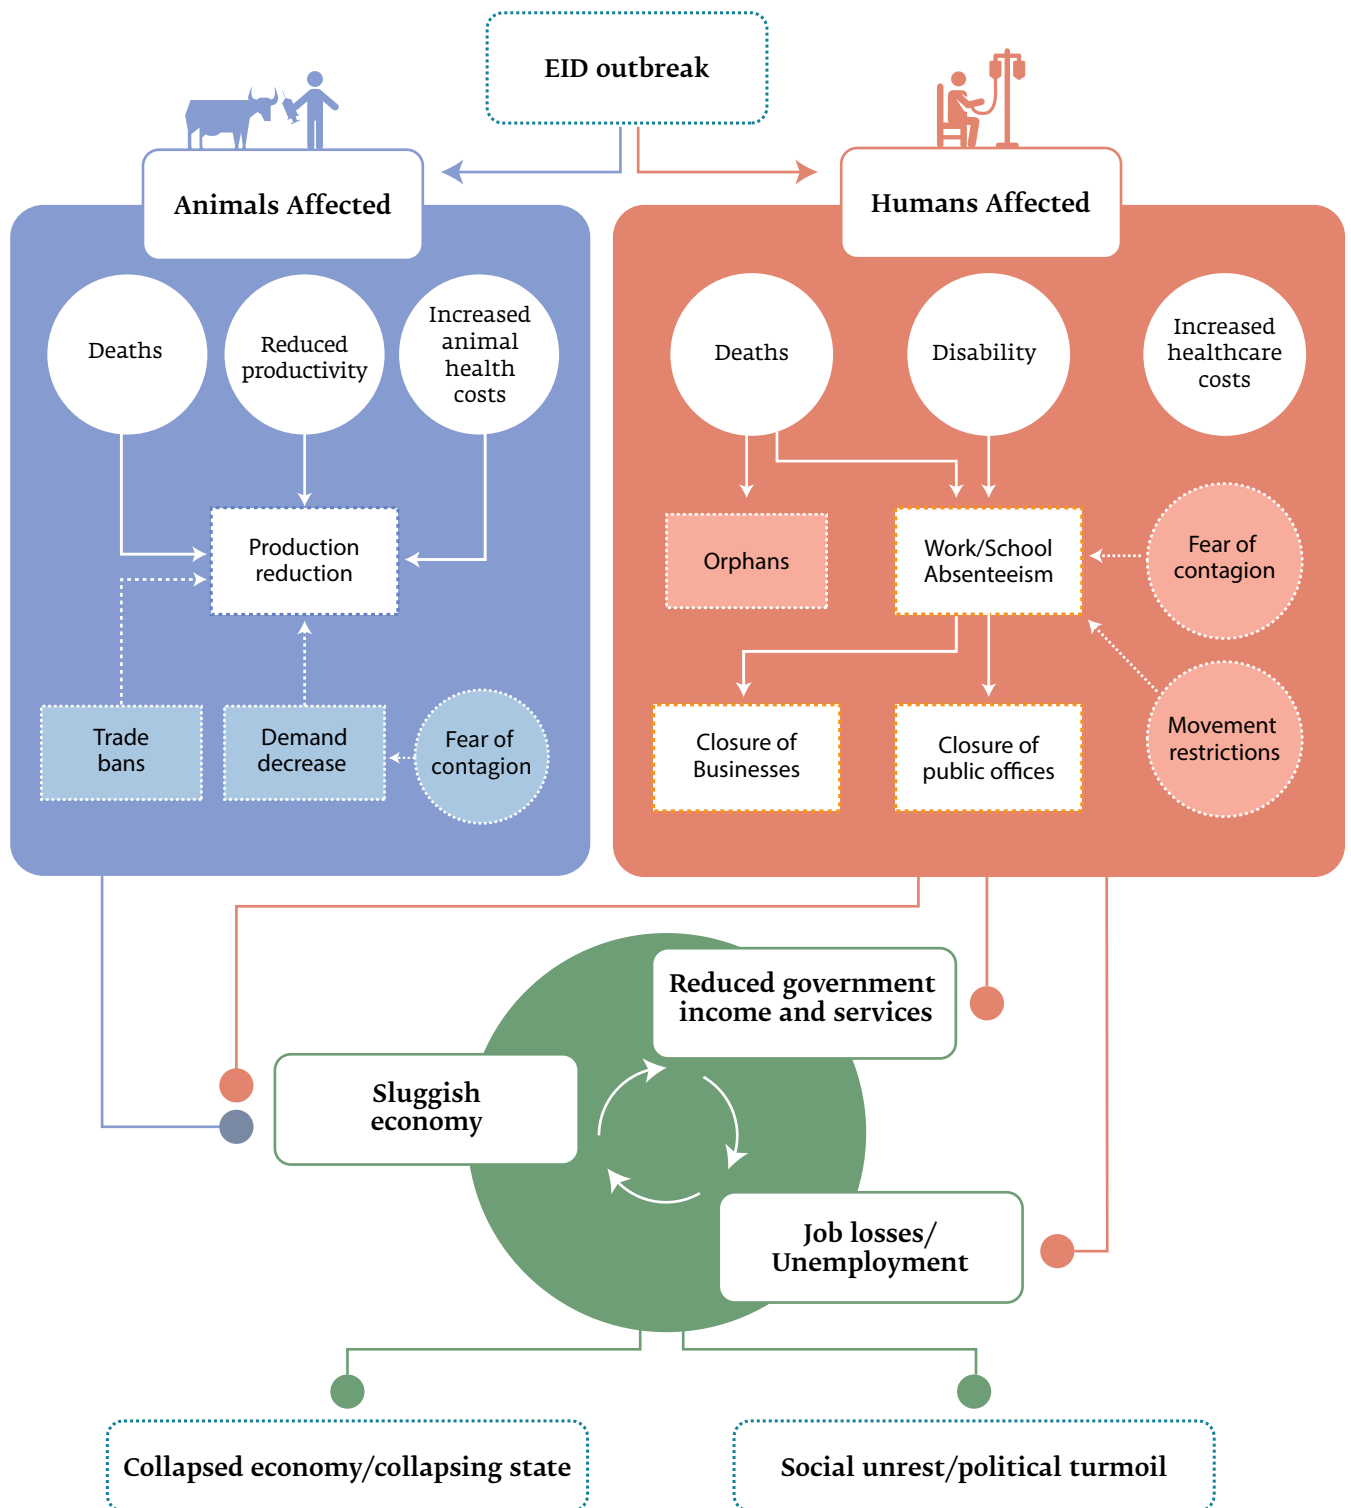 EID outbreak
Animals Affected
Humans Affected
Deaths
Reduced
productivity
Increased
animal
health
costs
Deaths
Disability
Increased
healthcare
costs
Production
reduction
Orphans
Work/School
Absenteeism
Fear of
contagion
Trade
bans
Demand
decrease
Fear of
contagion
Closure of
Businesses
Closure of
public offices
Movement
restrictions
Reduced government
income and services
Sluggish
economy
Job losses/
Unemployment
Collapsed economy/collapsing state
Social unrest/political turmoil